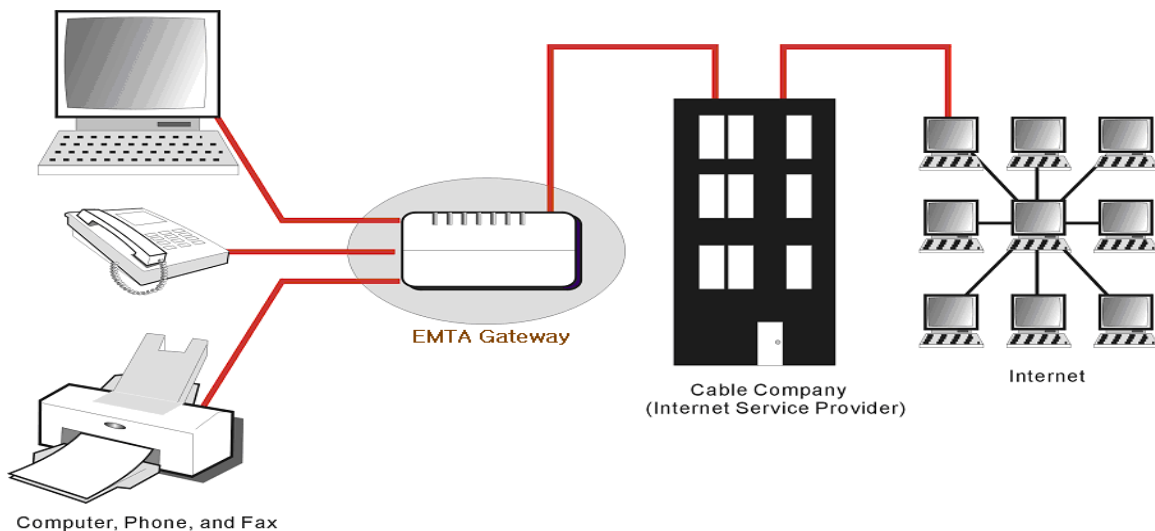 EMTA Gateway
Cable Company
(Internet Service Provider)
Internet
Computer, Phone, and Fax